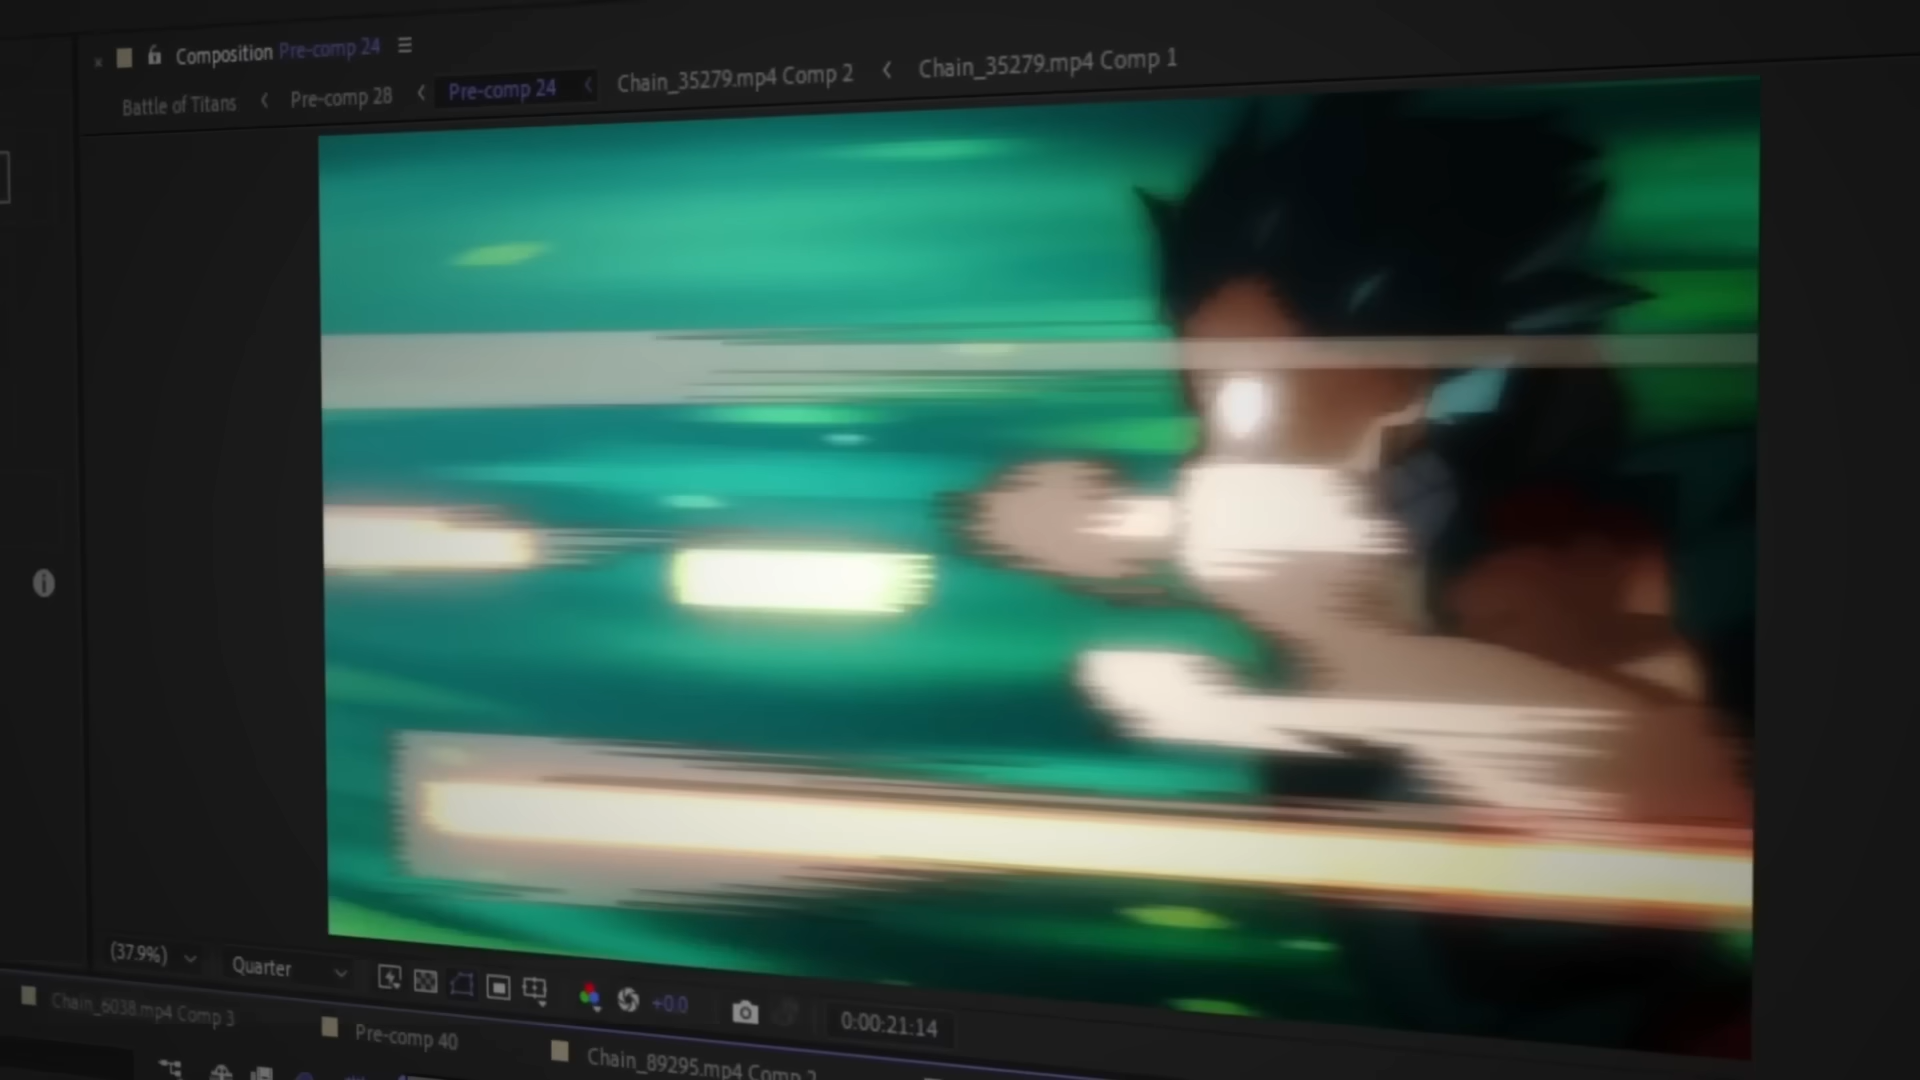 Composition Pre-comp 24
Battle of Titans Pre-comp 28 Pre-comp 24 Chain_35279.mp4 Comp 2 Chain_35279.mp4 Comp 1
(37.9%) Quarter +0.0 0:00:21:14
Chain_6038.mp4 Comp 3 Pre-comp 40 Chain_89295.mp4 Comp 2